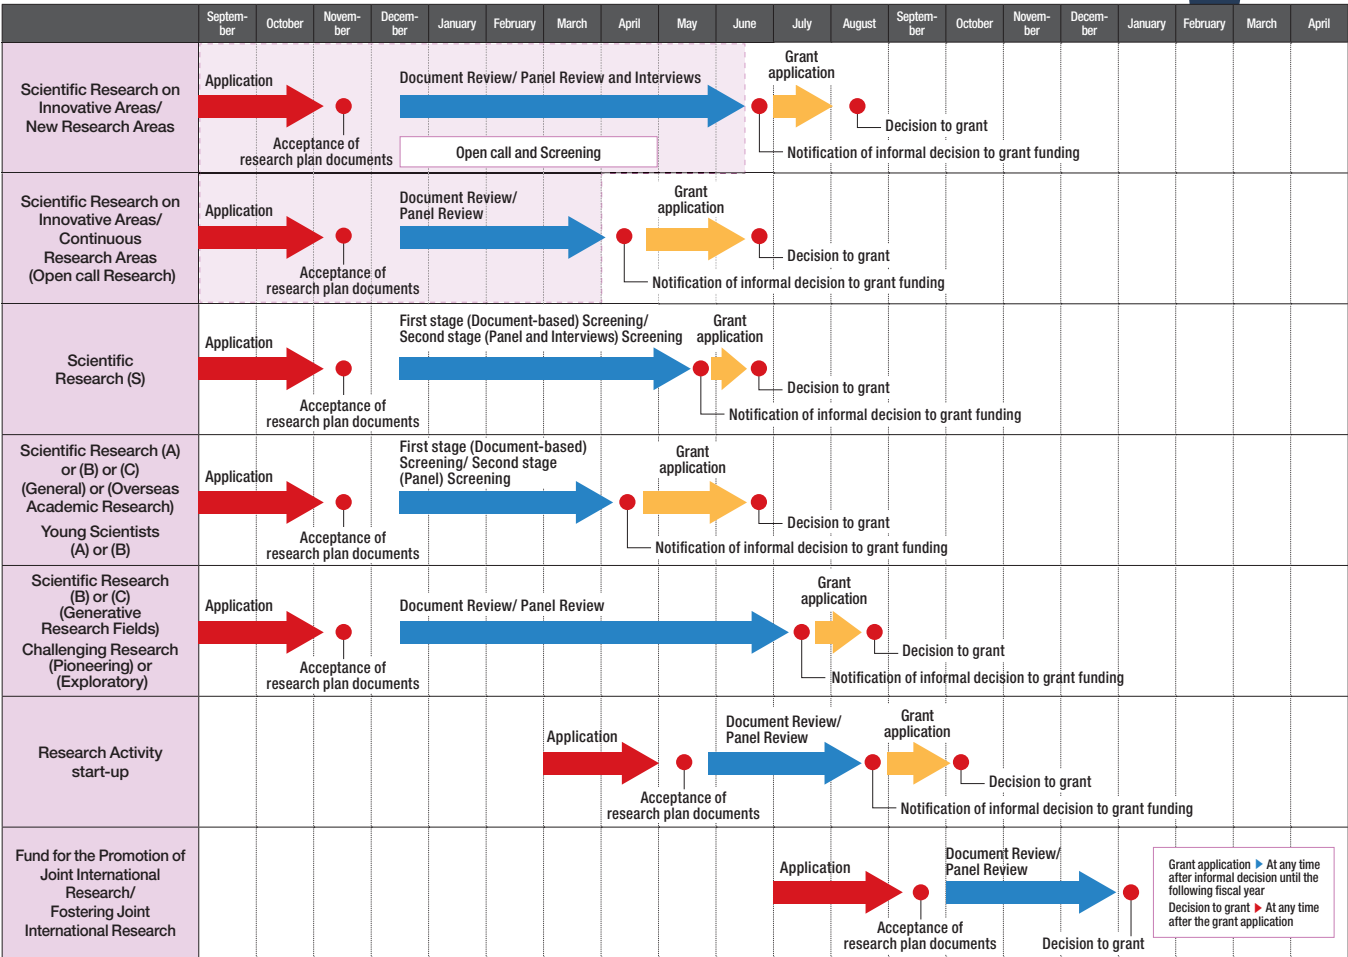 Septem-
ber
October
Novem-
ber
Decem-
ber
January
February
March
April
May
June
July
August
Septem-
ber
October
Novem-
ber
Decem-
ber
January
February
March
April
Scientific Research on
Innovative Areas/
New Research Areas
Application
Acceptance of
research plan documents
Document Review/ Panel Review and Interviews
Open call and Screening
Grant
application
Decision to grant
Notification of informal decision to grant funding
Scientific Research on
Innovative Areas/
Continuous
Research Areas
(Open call Research)
Application
Acceptance of
research plan documents
Document Review/
Panel Review
Grant
application
Decision to grant
Notification of informal decision to grant funding
Scientific
Research (S)
Application
Acceptance of
research plan documents
First stage (Document-based) Screening/
Second stage (Panel and Interviews) Screening
Grant
application
Decision to grant
Notification of informal decision to grant funding
Scientific Research (A)
or (B) or (C)
(General) or (Overseas
Academic Research)
Young Scientists
(A) or (B)
Application
Acceptance of
research plan documents
First stage (Document-based)
Screening/ Second stage
(Panel) Screening
Grant
application
Decision to grant
Notification of informal decision to grant funding
Scientific Research
(B) or (C)
(Generative
Research Fields)
Challenging Research
(Pioneering) or
(Exploratory)
Application
Acceptance of
research plan documents
Document Review/ Panel Review
Grant
application
Decision to grant
Notification of informal decision to grant funding
Research Activity
start-up
Application
Acceptance of
research plan documents
Document Review/
Panel Review
Grant
application
Decision to grant
Notification of informal decision to grant funding
Fund for the Promotion of
Joint International
Research/
Fostering Joint
International Research
Application
Acceptance of
research plan documents
Document Review/
Panel Review
Decision to grant
Grant application ▶ At any time
after informal decision until the
following fiscal year
Decision to grant ▶ At any time
after the grant application